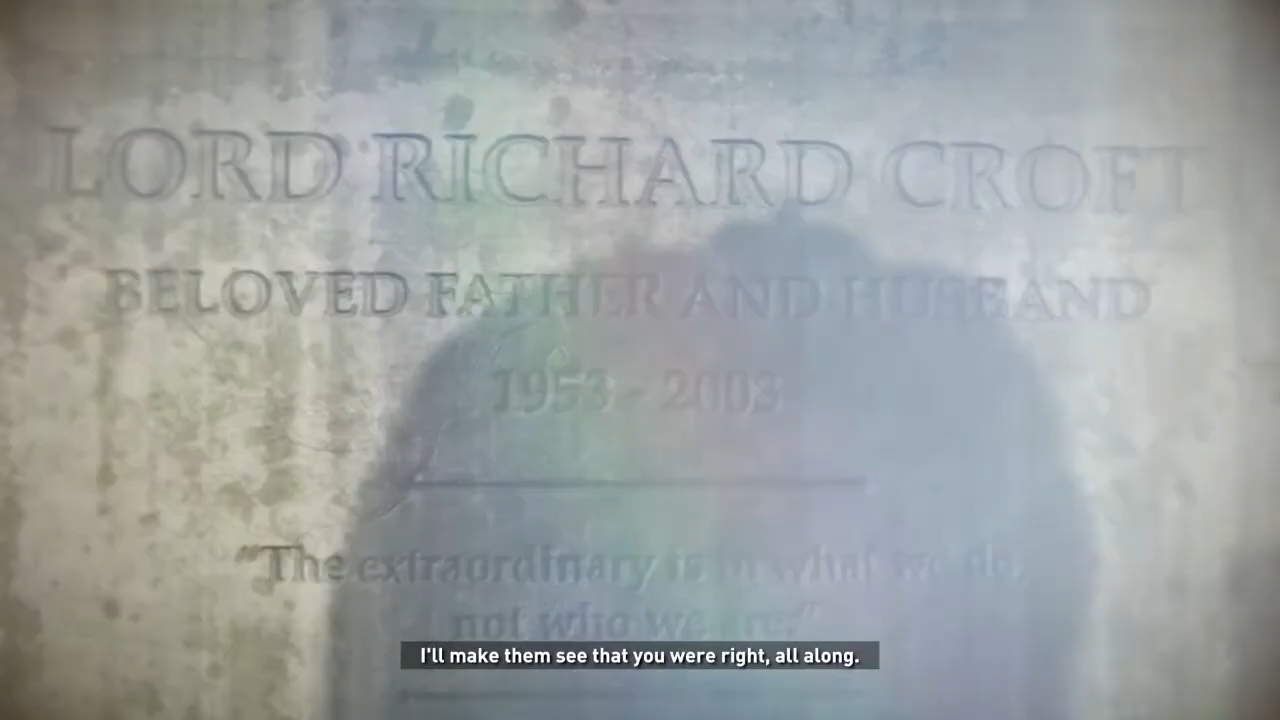 LORD RICHARD CROFT
BELOVED FATHER AND HUSBAND
1953 - 2003
"The extraordinary is in what we do,
not who we are."
I'll make them see that you were right, all along.